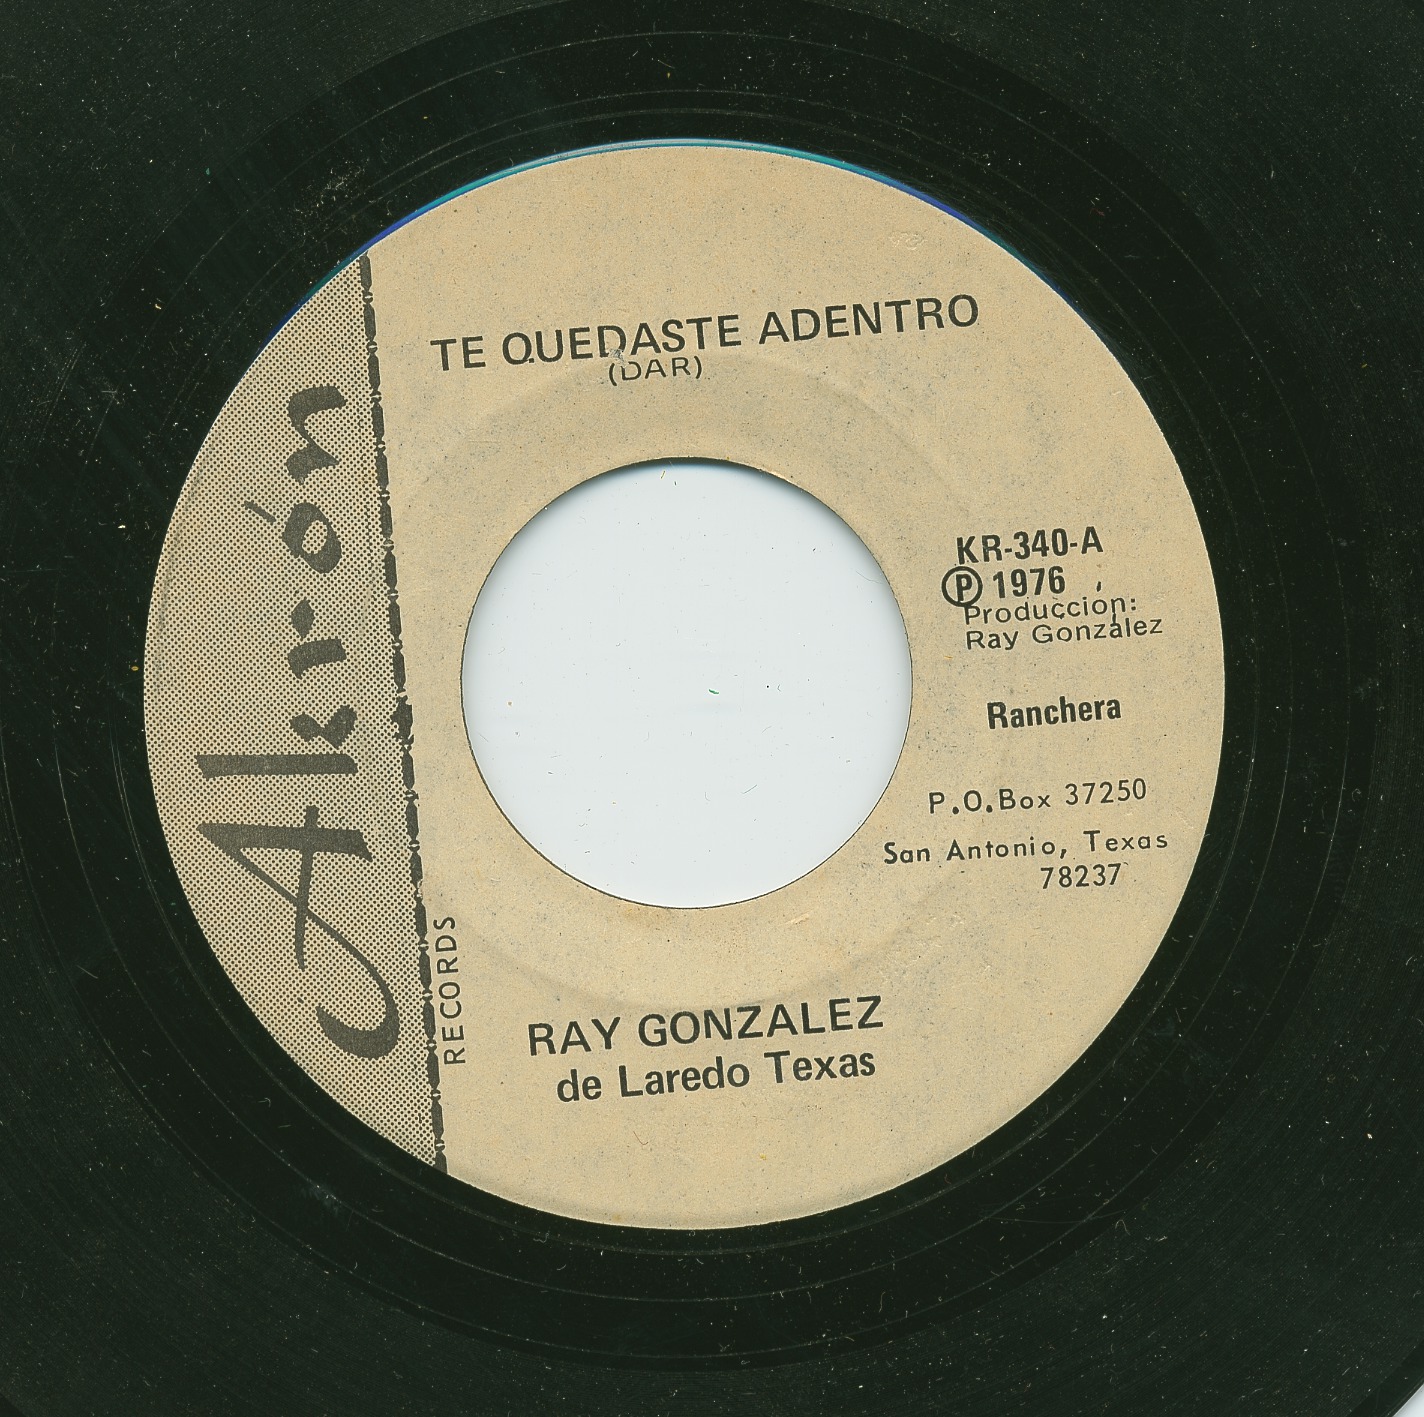 TE QUEDASTE ADENTRO
(DAR)
Akrón
RECORDS
KR-340-A
Ⓟ 1976
Produccion:
Ray González
Ranchera
P.O.Box 37250
San Antonio, Texas
78237
RAY GONZALEZ
de Laredo Texas